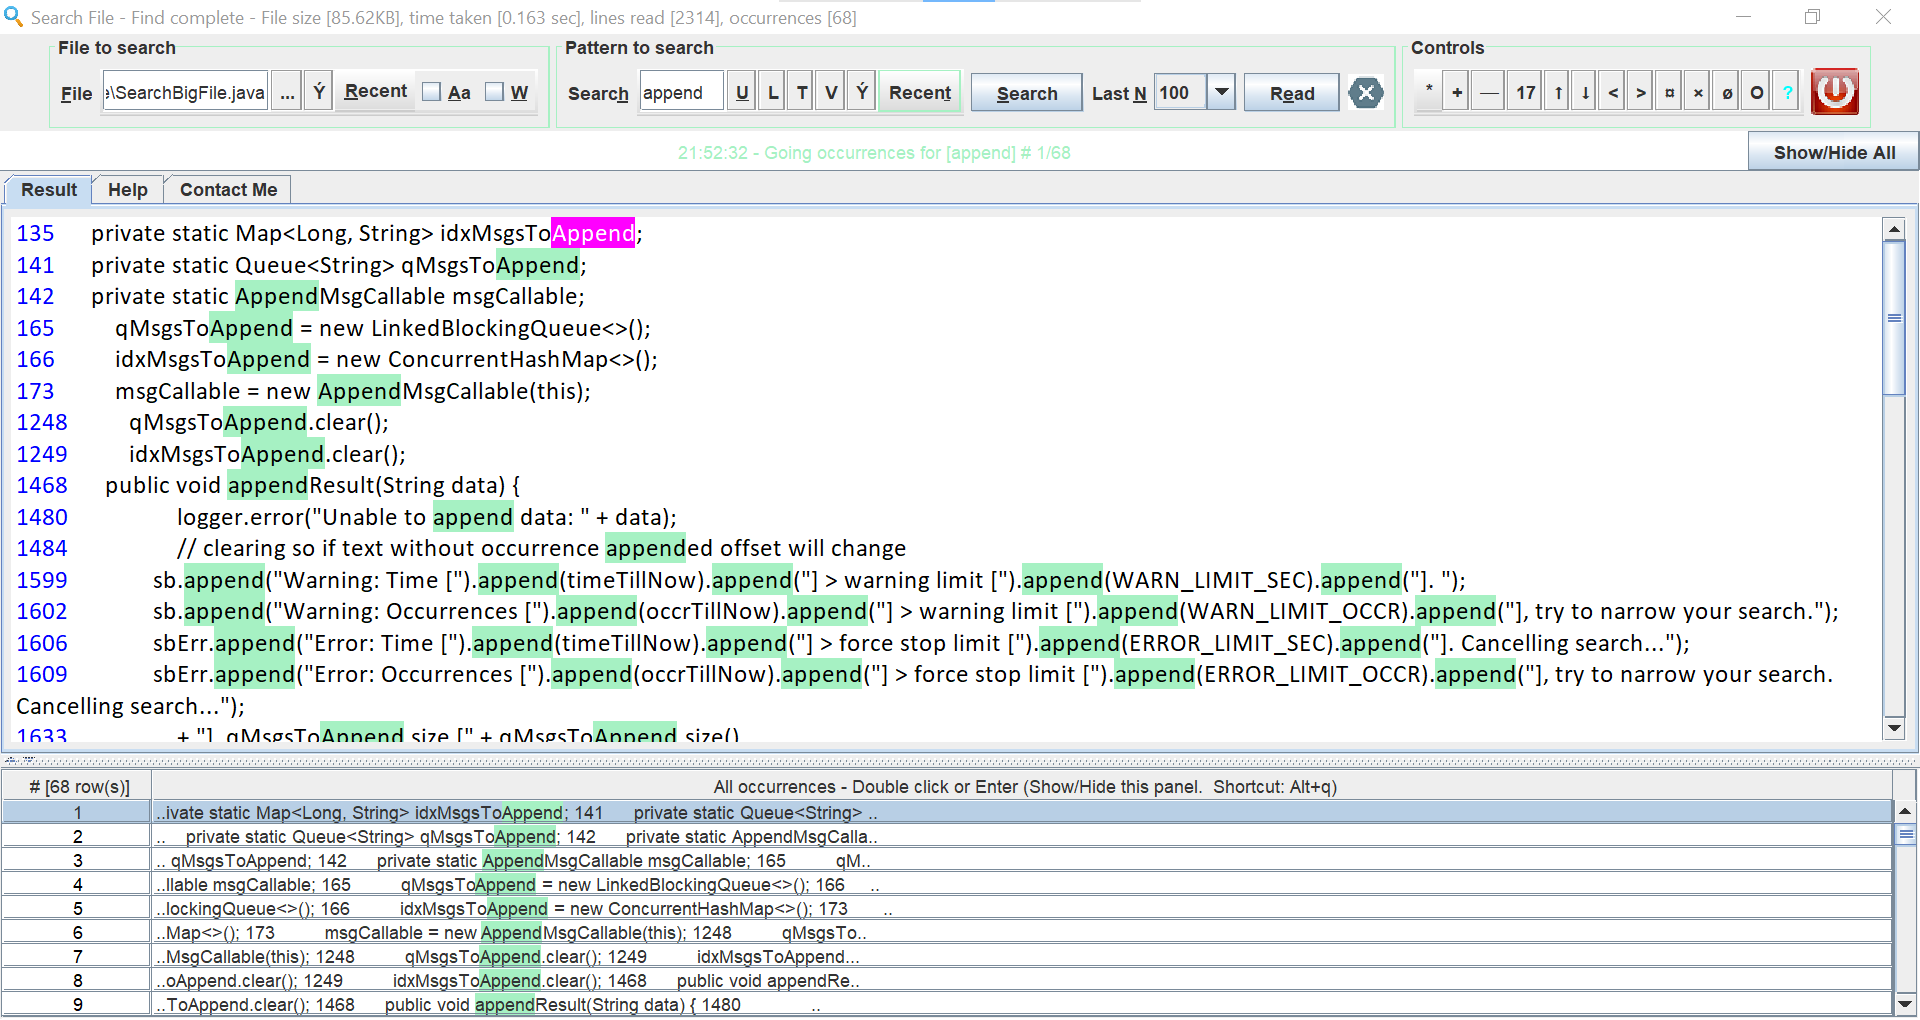 Search File - Find complete - File size [85.62KB], time taken [0.163 sec], lines read [2314], occurrences [68]
File to search
Pattern to search
Controls
File :\SearchBigFile.java ... Ý Recent Aa W
Search append U L T V Ý Recent Search Last N 100 Read
* + — 17 ↑ ↓ < > ¤ × ø O ?
21:52:32 - Going occurrences for [append] # 1/68
Show/Hide All
Result Help Contact Me
135 private static Map<Long, String> idxMsgsToAppend;
141 private static Queue<String> qMsgsToAppend;
142 private static AppendMsgCallable msgCallable;
165 qMsgsToAppend = new LinkedBlockingQueue<>();
166 idxMsgsToAppend = new ConcurrentHashMap<>();
173 msgCallable = new AppendMsgCallable(this);
1248 qMsgsToAppend.clear();
1249 idxMsgsToAppend.clear();
1468 public void appendResult(String data) {
1480 logger.error("Unable to append data: " + data);
1484 // clearing so if text without occurrence appended offset will change
1599 sb.append("Warning: Time [").append(timeTillNow).append("] > warning limit [").append(WARN_LIMIT_SEC).append("]. ");
1602 sb.append("Warning: Occurrences [").append(occrTillNow).append("] > warning limit [").append(WARN_LIMIT_OCCR).append("], try to narrow your search.");
1606 sbErr.append("Error: Time [").append(timeTillNow).append("] > force stop limit [").append(ERROR_LIMIT_SEC).append("]. Cancelling search...");
1609 sbErr.append("Error: Occurrences [").append(occrTillNow).append("] > force stop limit [").append(ERROR_LIMIT_OCCR).append("], try to narrow your search.
Cancelling search...");
1633 + "], qMsgsToAppend size [" + qMsgsToAppend.size()
# [68 row(s)] All occurrences - Double click or Enter (Show/Hide this panel. Shortcut: Alt+q)
1 ..ivate static Map<Long, String> idxMsgsToAppend; 141 private static Queue<String> ..
2 .. private static Queue<String> qMsgsToAppend; 142 private static AppendMsgCalla..
3 .. qMsgsToAppend; 142 private static AppendMsgCallable msgCallable; 165 qM..
4 ..llable msgCallable; 165 qMsgsToAppend = new LinkedBlockingQueue<>(); 166 ..
5 ..lockingQueue<>(); 166 idxMsgsToAppend = new ConcurrentHashMap<>(); 173 ..
6 ..Map<>(); 173 msgCallable = new AppendMsgCallable(this); 1248 qMsgsTo..
7 ..MsgCallable(this); 1248 qMsgsToAppend.clear(); 1249 idxMsgsToAppend...
8 ..oAppend.clear(); 1249 idxMsgsToAppend.clear(); 1468 public void appendRe..
9 ..ToAppend.clear(); 1468 public void appendResult(String data) { 1480 ..